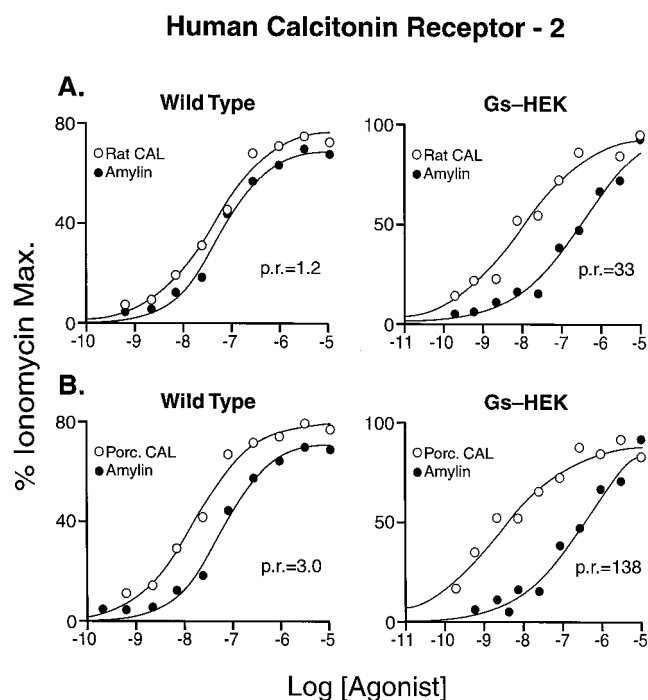 Human Calcitonin Receptor - 2
A.
Wild Type
80
40
0
-10 -9 -8 -7 -6 -5
○ Rat CAL
● Amylin
p.r.=1.2
Gs–HEK
100
50
0
-11 -10 -9 -8 -7 -6 -5
○ Rat CAL
● Amylin
p.r.=33
B.
Wild Type
80
40
0
-10 -9 -8 -7 -6 -5
○ Porc. CAL
● Amylin
p.r.=3.0
Gs–HEK
100
50
0
-11 -10 -9 -8 -7 -6 -5
○ Porc. CAL
● Amylin
p.r.=138
% Ionomycin Max.
Log [Agonist]